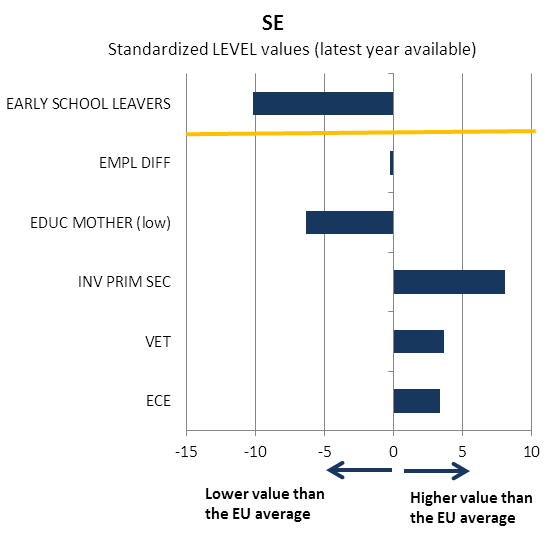 SE
Standardized LEVEL values (latest year available)
EARLY SCHOOL LEAVERS
EMPL DIFF
EDUC MOTHER (low)
INV PRIM SEC
VET
ECE
-15 -10 -5 0 5 10
Lower value than
the EU average
Higher value than
the EU average